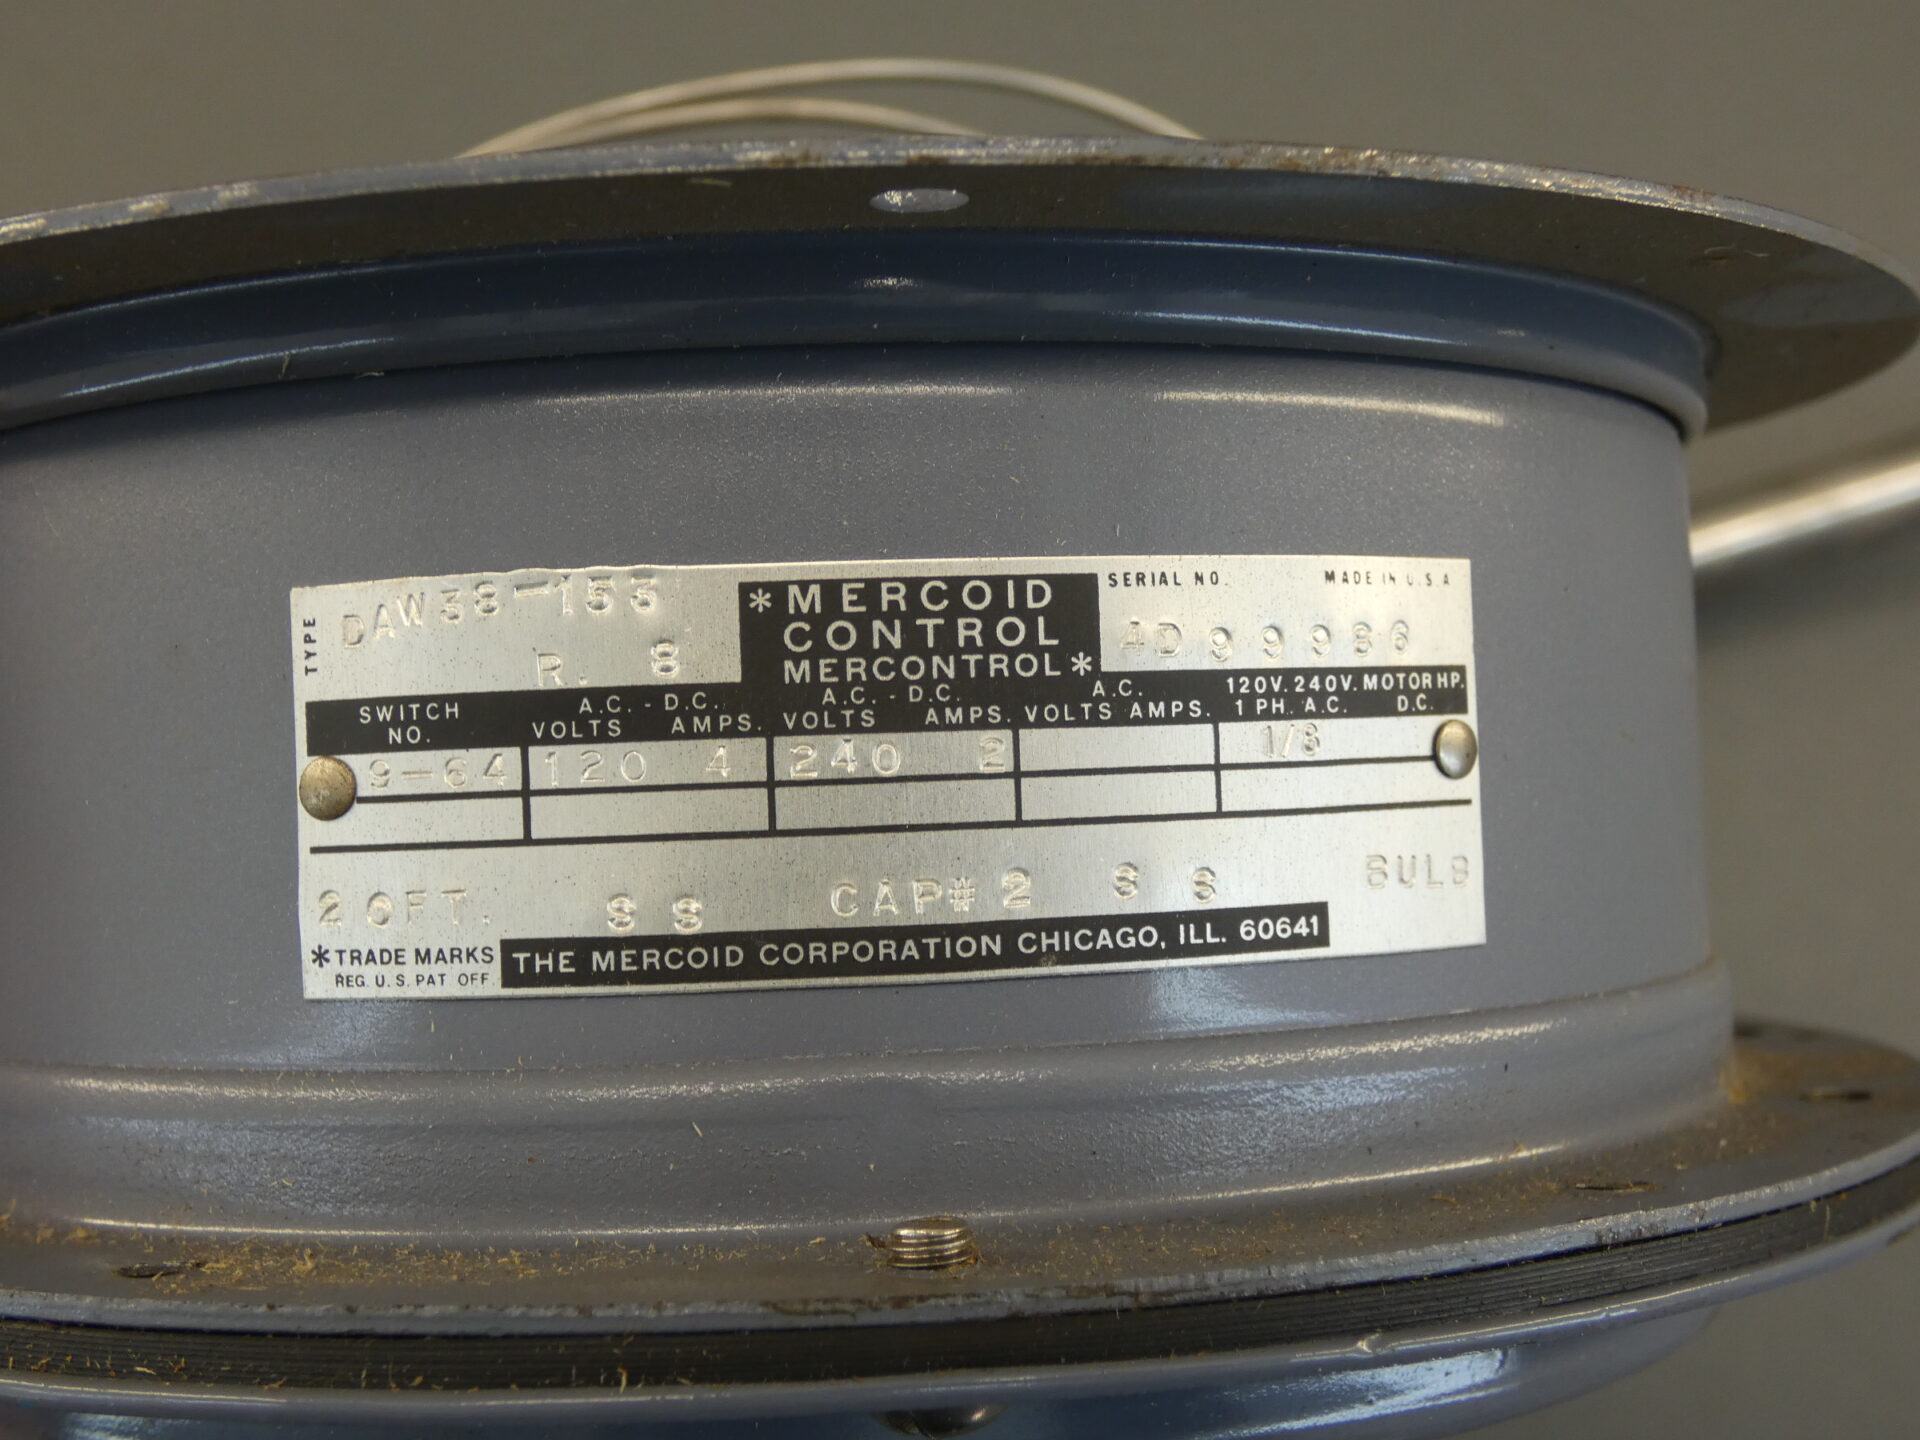 TYPE DAW38-153
R. 8
*MERCOID
CONTROL
MERCONTROL*
SERIAL NO. MADE IN U.S.A
4D99986
SWITCH NO. A.C. - D.C. VOLTS AMPS. A.C. - D.C. VOLTS AMPS. A.C. VOLTS AMPS. 120V. 240V. MOTOR HP. 1 PH. A.C. D.C.
9-64 120 4 240 2 1/8
20FT. SS CAP#2 SS BULB
*TRADE MARKS
REG. U.S. PAT OFF.
THE MERCOID CORPORATION CHICAGO, ILL. 60641